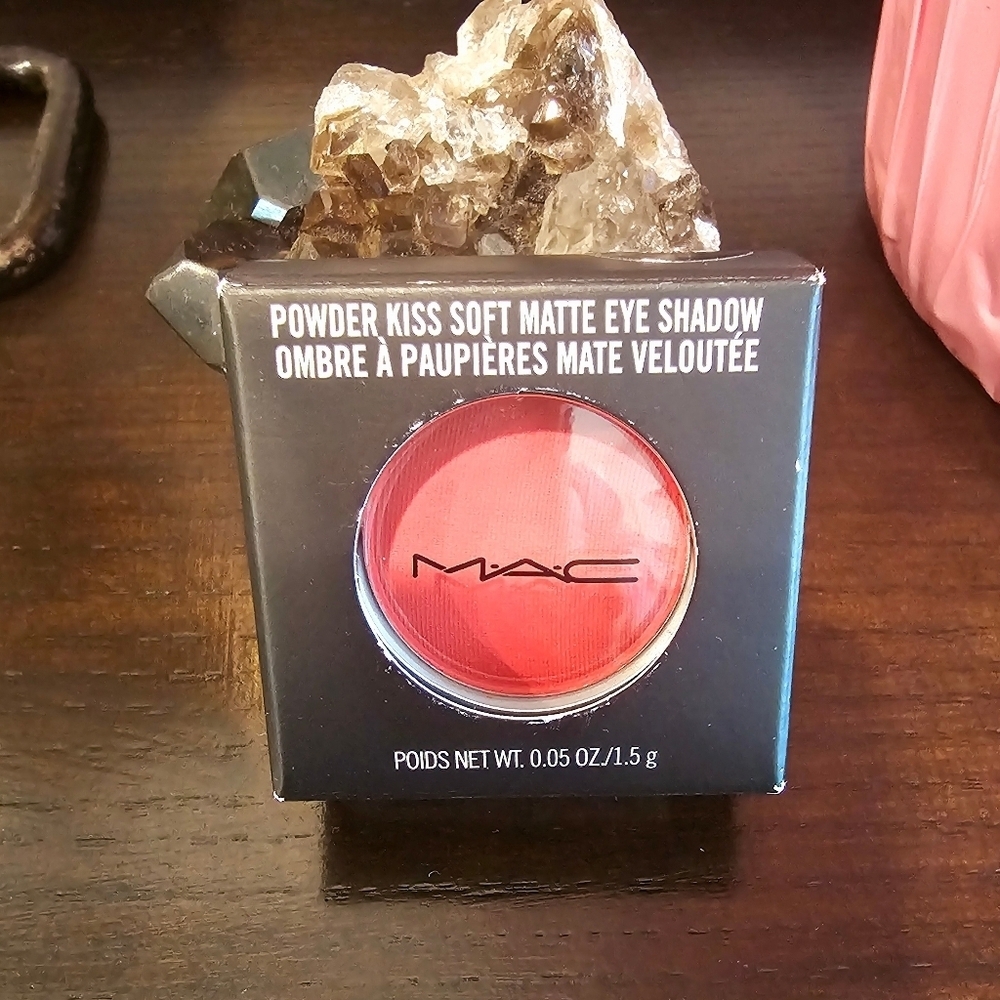 POWDER KISS SOFT MATTE EYE SHADOW
OMBRE À PAUPIÈRES MATE VELOUTÉE
M·A·C
POIDS NET WT. 0.05 OZ./1.5 g